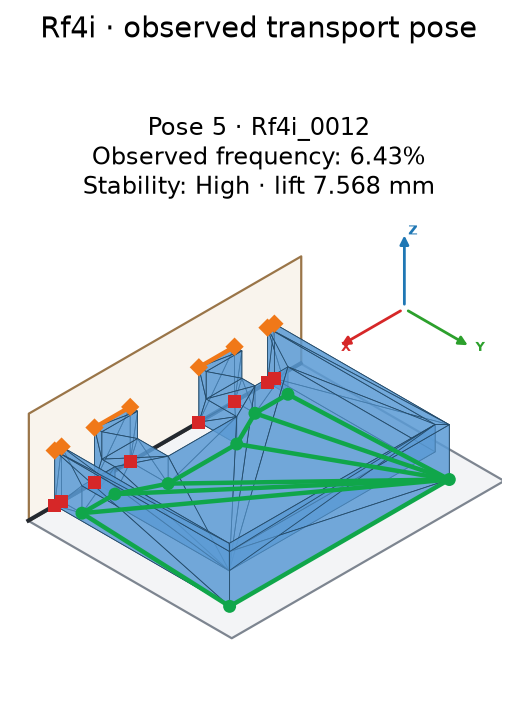 Rf4i · observed transport pose
Pose 5 · Rf4i_0012
Observed frequency: 6.43%
Stability: High · lift 7.568 mm
Z
X
Y